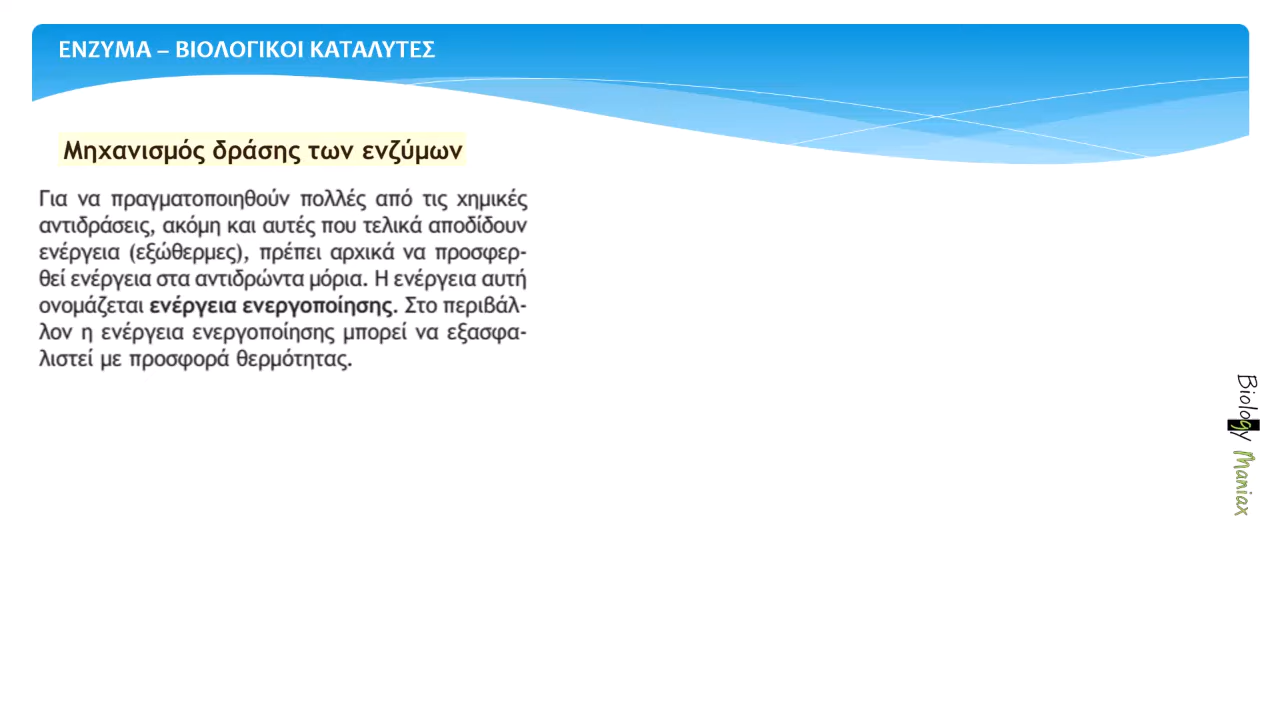 ΕΝΖΥΜΑ – ΒΙΟΛΟΓΙΚΟΙ ΚΑΤΑΛΥΤΕΣ
Μηχανισμός δράσης των ενζύμων
Για να πραγματοποιηθούν πολλές από τις χημικές
αντιδράσεις, ακόμη και αυτές που τελικά αποδίδουν
ενέργεια (εξώθερμες), πρέπει αρχικά να προσφερ-
θεί ενέργεια στα αντιδρώντα μόρια. Η ενέργεια αυτή
ονομάζεται ενέργεια ενεργοποίησης. Στο περιβάλ-
λον η ενέργεια ενεργοποίησης μπορεί να εξασφα-
λιστεί με προσφορά θερμότητας.
Biology Maniax